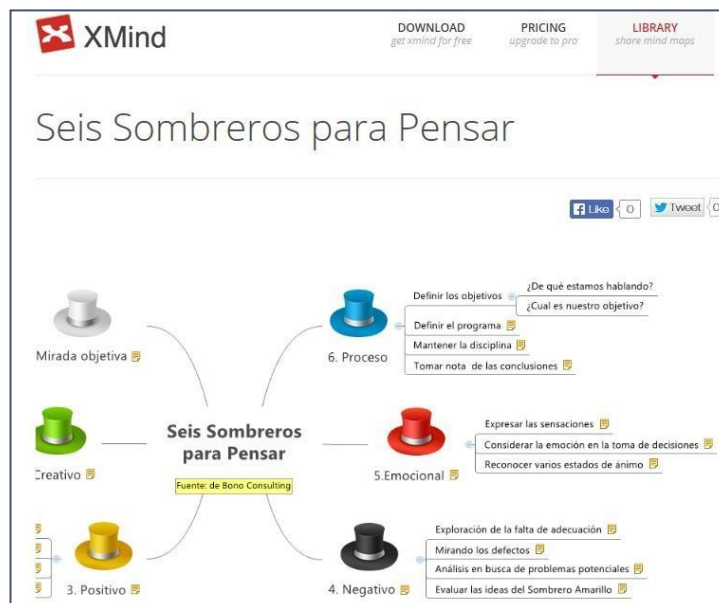 XMind
DOWNLOAD
get xmind for free
PRICING
upgrade to pro
LIBRARY
share mind maps
Seis Sombreros para Pensar
Like
0
Tweet
Mirada objetiva
6. Proceso
Definir los objetivos
¿De qué estamos hablando?
¿Cual es nuestro objetivo?
Definir el programa
Mantener la disciplina
Tomar nota de las conclusiones
Creativo
Seis Sombreros
para Pensar
Fuente: de Bono Consulting
5.Emocional
Expresar las sensaciones
Considerar la emoción en la toma de decisiones
Reconocer varios estados de ánimo
3. Positivo
4. Negativo
Exploración de la falta de adecuación
Mirando los defectos
Análisis en busca de problemas potenciales
Evaluar las ideas del Sombrero Amarillo